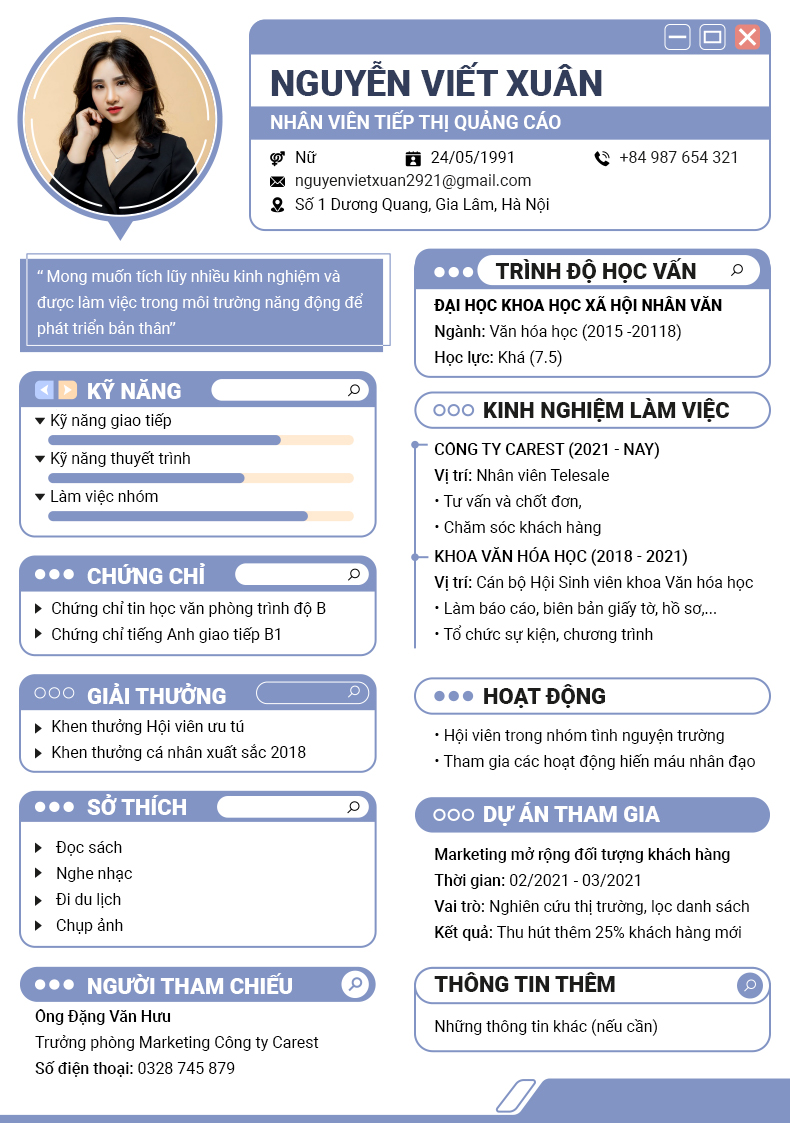 NGUYỄN VIẾT XUÂN
NHÂN VIÊN TIẾP THỊ QUẢNG CÁO
Nữ 24/05/1991 +84 987 654 321
nguyenvietxuan2921@gmail.com
Số 1 Dương Quang, Gia Lâm, Hà Nội
“ Mong muốn tích lũy nhiều kinh nghiệm và
được làm việc trong môi trường năng động để
phát triển bản thân”
KỸ NĂNG
Kỹ năng giao tiếp
Kỹ năng thuyết trình
Làm việc nhóm
CHỨNG CHỈ
Chứng chỉ tin học văn phòng trình độ B
Chứng chỉ tiếng Anh giao tiếp B1
GIẢI THƯỞNG
Khen thưởng Hội viên ưu tú
Khen thưởng cá nhân xuất sắc 2018
SỞ THÍCH
Đọc sách
Nghe nhạc
Đi du lịch
Chụp ảnh
NGƯỜI THAM CHIẾU
Ông Đặng Văn Hưu
Trưởng phòng Marketing Công ty Carest
Số điện thoại: 0328 745 879
TRÌNH ĐỘ HỌC VẤN
ĐẠI HỌC KHOA HỌC XÃ HỘI NHÂN VĂN
Ngành: Văn hóa học (2015 -20118)
Học lực: Khá (7.5)
KINH NGHIỆM LÀM VIỆC
CÔNG TY CAREST (2021 - NAY)
Vị trí: Nhân viên Telesale
• Tư vấn và chốt đơn,
• Chăm sóc khách hàng
KHOA VĂN HÓA HỌC (2018 - 2021)
Vị trí: Cán bộ Hội Sinh viên khoa Văn hóa học
• Làm báo cáo, biên bản giấy tờ, hồ sơ,...
• Tổ chức sự kiện, chương trình
HOẠT ĐỘNG
• Hội viên trong nhóm tình nguyện trường
• Tham gia các hoạt động hiến máu nhân đạo
DỰ ÁN THAM GIA
Marketing mở rộng đối tượng khách hàng
Thời gian: 02/2021 - 03/2021
Vai trò: Nghiên cứu thị trường, lọc danh sách
Kết quả: Thu hút thêm 25% khách hàng mới
THÔNG TIN THÊM
Những thông tin khác (nếu cần)